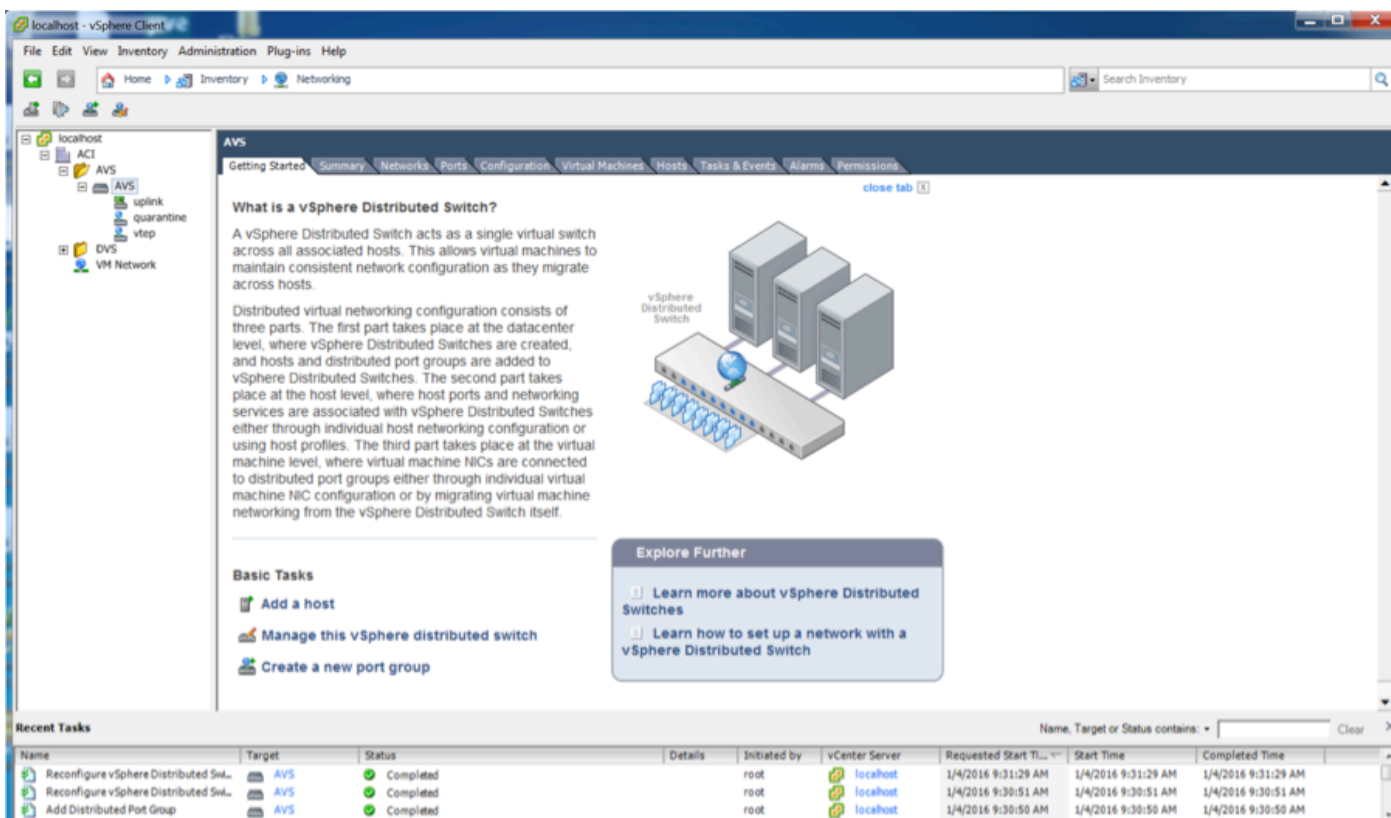 localhost - vSphere Client
File Edit View Inventory Administration Plug-ins Help
Home Inventory Networking
Search Inventory
localhost
ACI
AVS
AVS
uplink
quarantine
vtep
DVS
VM Network
AVS
Getting Started Summary Networks Ports Configuration Virtual Machines Hosts Tasks & Events Alarms Permissions
close tab
What is a vSphere Distributed Switch?
A vSphere Distributed Switch acts as a single virtual switch
across all associated hosts. This allows virtual machines to
maintain consistent network configuration as they migrate
across hosts.
Distributed virtual networking configuration consists of
three parts. The first part takes place at the datacenter
level, where vSphere Distributed Switches are created,
and hosts and distributed port groups are added to
vSphere Distributed Switches. The second part takes
place at the host level, where host ports and networking
services are associated with vSphere Distributed Switches
either through individual host networking configuration or
using host profiles. The third part takes place at the virtual
machine level, where virtual machine NICs are connected
to distributed port groups either through individual virtual
machine NIC configuration or by migrating virtual machine
networking from the vSphere Distributed Switch itself.
vSphere
Distributed
Switch
Basic Tasks
Add a host
Manage this vSphere distributed switch
Create a new port group
Explore Further
Learn more about vSphere Distributed
Switches
Learn how to set up a network with a
vSphere Distributed Switch
Recent Tasks
Name, Target or Status contains:
Clear
Name Target Status Details Initiated by vCenter Server Requested Start Ti... Start Time Completed Time
Reconfigure vSphere Distributed Swi... AVS Completed root localhost 1/4/2016 9:31:29 AM 1/4/2016 9:31:29 AM 1/4/2016 9:31:29 AM
Reconfigure vSphere Distributed Swi... AVS Completed root localhost 1/4/2016 9:30:51 AM 1/4/2016 9:30:51 AM 1/4/2016 9:30:51 AM
Add Distributed Port Group AVS Completed root localhost 1/4/2016 9:30:50 AM 1/4/2016 9:30:50 AM 1/4/2016 9:30:50 AM